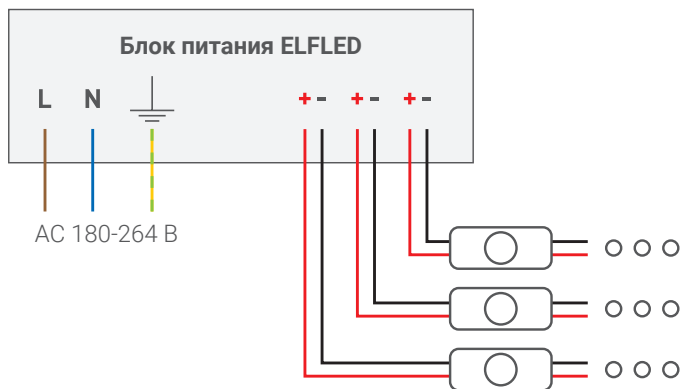 Блок питания ELFLED
L N + - + - + -
AC 180-264 В